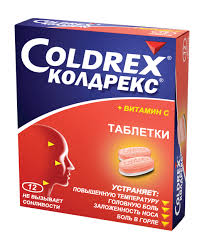 COLDREX®
КОЛДРЕКС®
+ ВИТАМИН С
ТАБЛЕТКИ
12
НЕ ВЫЗЫВАЕТ
СОНЛИВОСТИ
УСТРАНЯЕТ:
ПОВЫШЕННУЮ ТЕМПЕРАТУРУ
ГОЛОВНУЮ БОЛЬ
ЗАЛОЖЕННОСТЬ НОСА
БОЛЬ В ГОРЛЕ